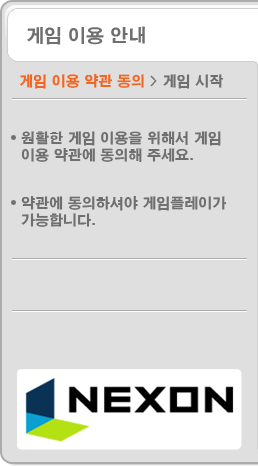 게임 이용 안내
게임 이용 약관 동의 > 게임 시작
• 원활한 게임 이용을 위해서 게임
이용 약관에 동의해 주세요.
• 약관에 동의하셔야 게임플레이가
가능합니다.
NEXON